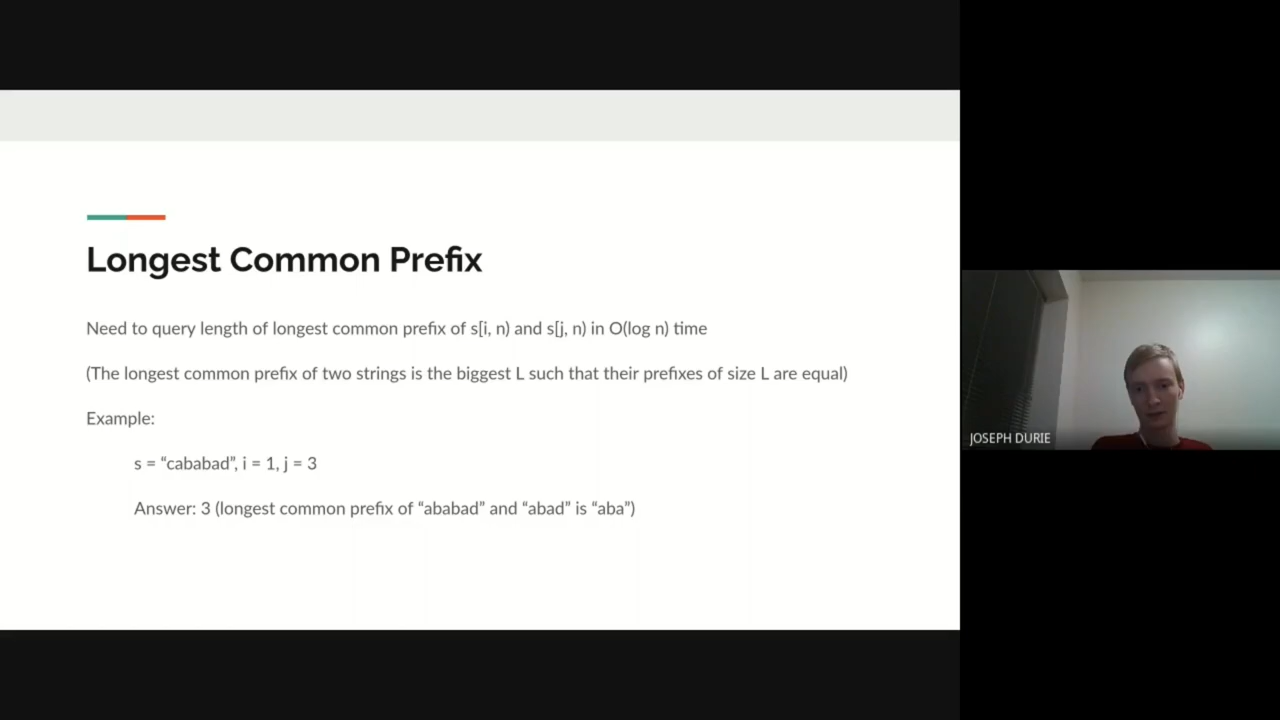 Longest Common Prefix
Need to query length of longest common prefix of s[i, n) and s[j, n) in O(log n) time
(The longest common prefix of two strings is the biggest L such that their prefixes of size L are equal)
Example:
s = “cababad”, i = 1, j = 3
Answer: 3 (longest common prefix of “ababad” and “abad” is “aba”)
JOSEPH DURIE